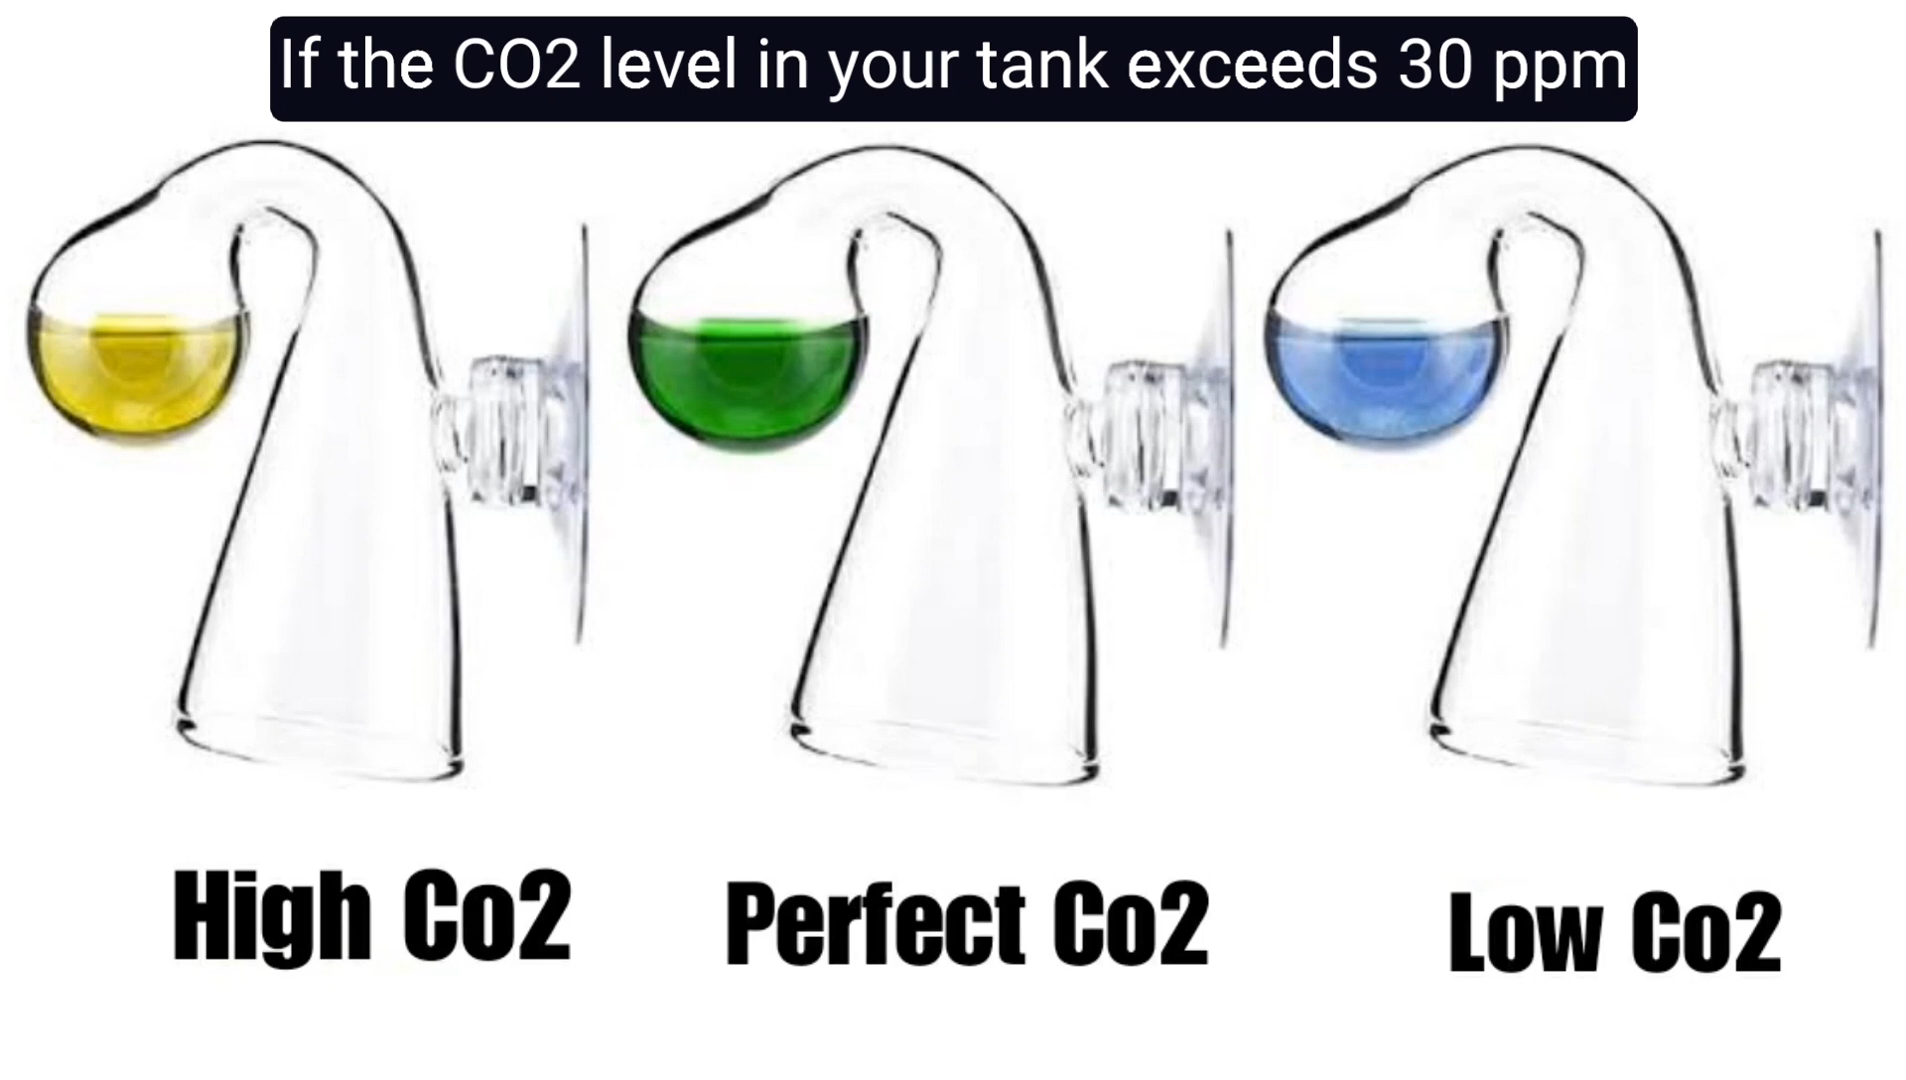 If the CO2 level in your tank exceeds 30 ppm
High Co2
Perfect Co2
Low Co2